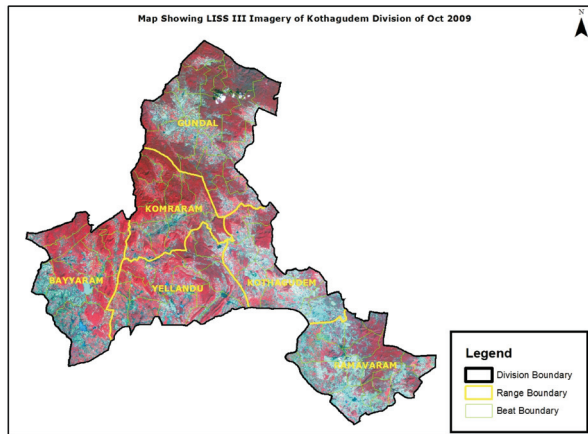 Map Showing LISS III Imagery of Kothagudem Division of Oct 2009
N
GUNDAL
KOMRARAM
BAYYARAM
YELLANDU
KOTHAGUDEM
RAMAVARAM
Legend
Division Boundary
Range Boundary
Beat Boundary